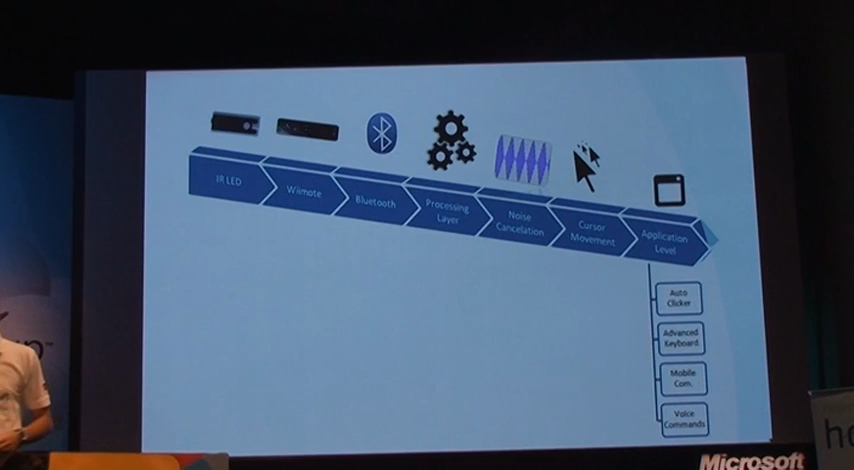 IR LED
Wiimote
Bluetooth
Processing
Layer
Noise
Cancelation
Cursor
Movement
Application
Level
Auto
Clicker
Advanced
Keyboard
Mobile
Com.
Voice
Commands
Microsoft